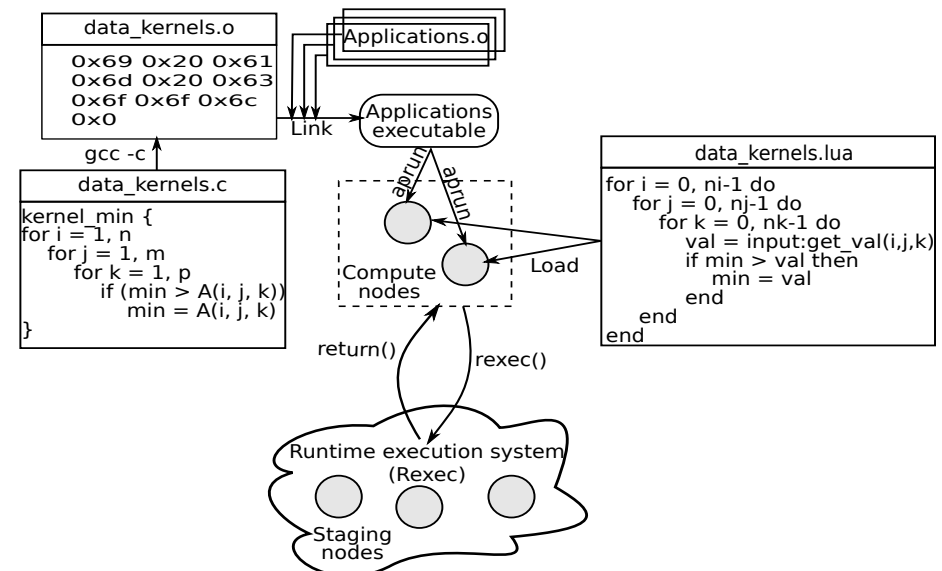 data_kernels.o
0x69 0x20 0x61
0x6d 0x20 0x63
0x6f 0x6f 0x6c
0x0
Applications.o
Link
Applications
executable
gcc -c
data_kernels.c
kernel_min {
for i = 1, n
for j = 1, m
for k = 1, p
if (min > A(i, j, k))
min = A(i, j, k)
}
aprun
aprun
Compute
nodes
Load
data_kernels.lua
for i = 0, ni-1 do
for j = 0, nj-1 do
for k = 0, nk-1 do
val = input:get_val(i,j,k)
if min > val then
min = val
end
end
end
return()
rexec()
Runtime execution system
(Rexec)
Staging
nodes